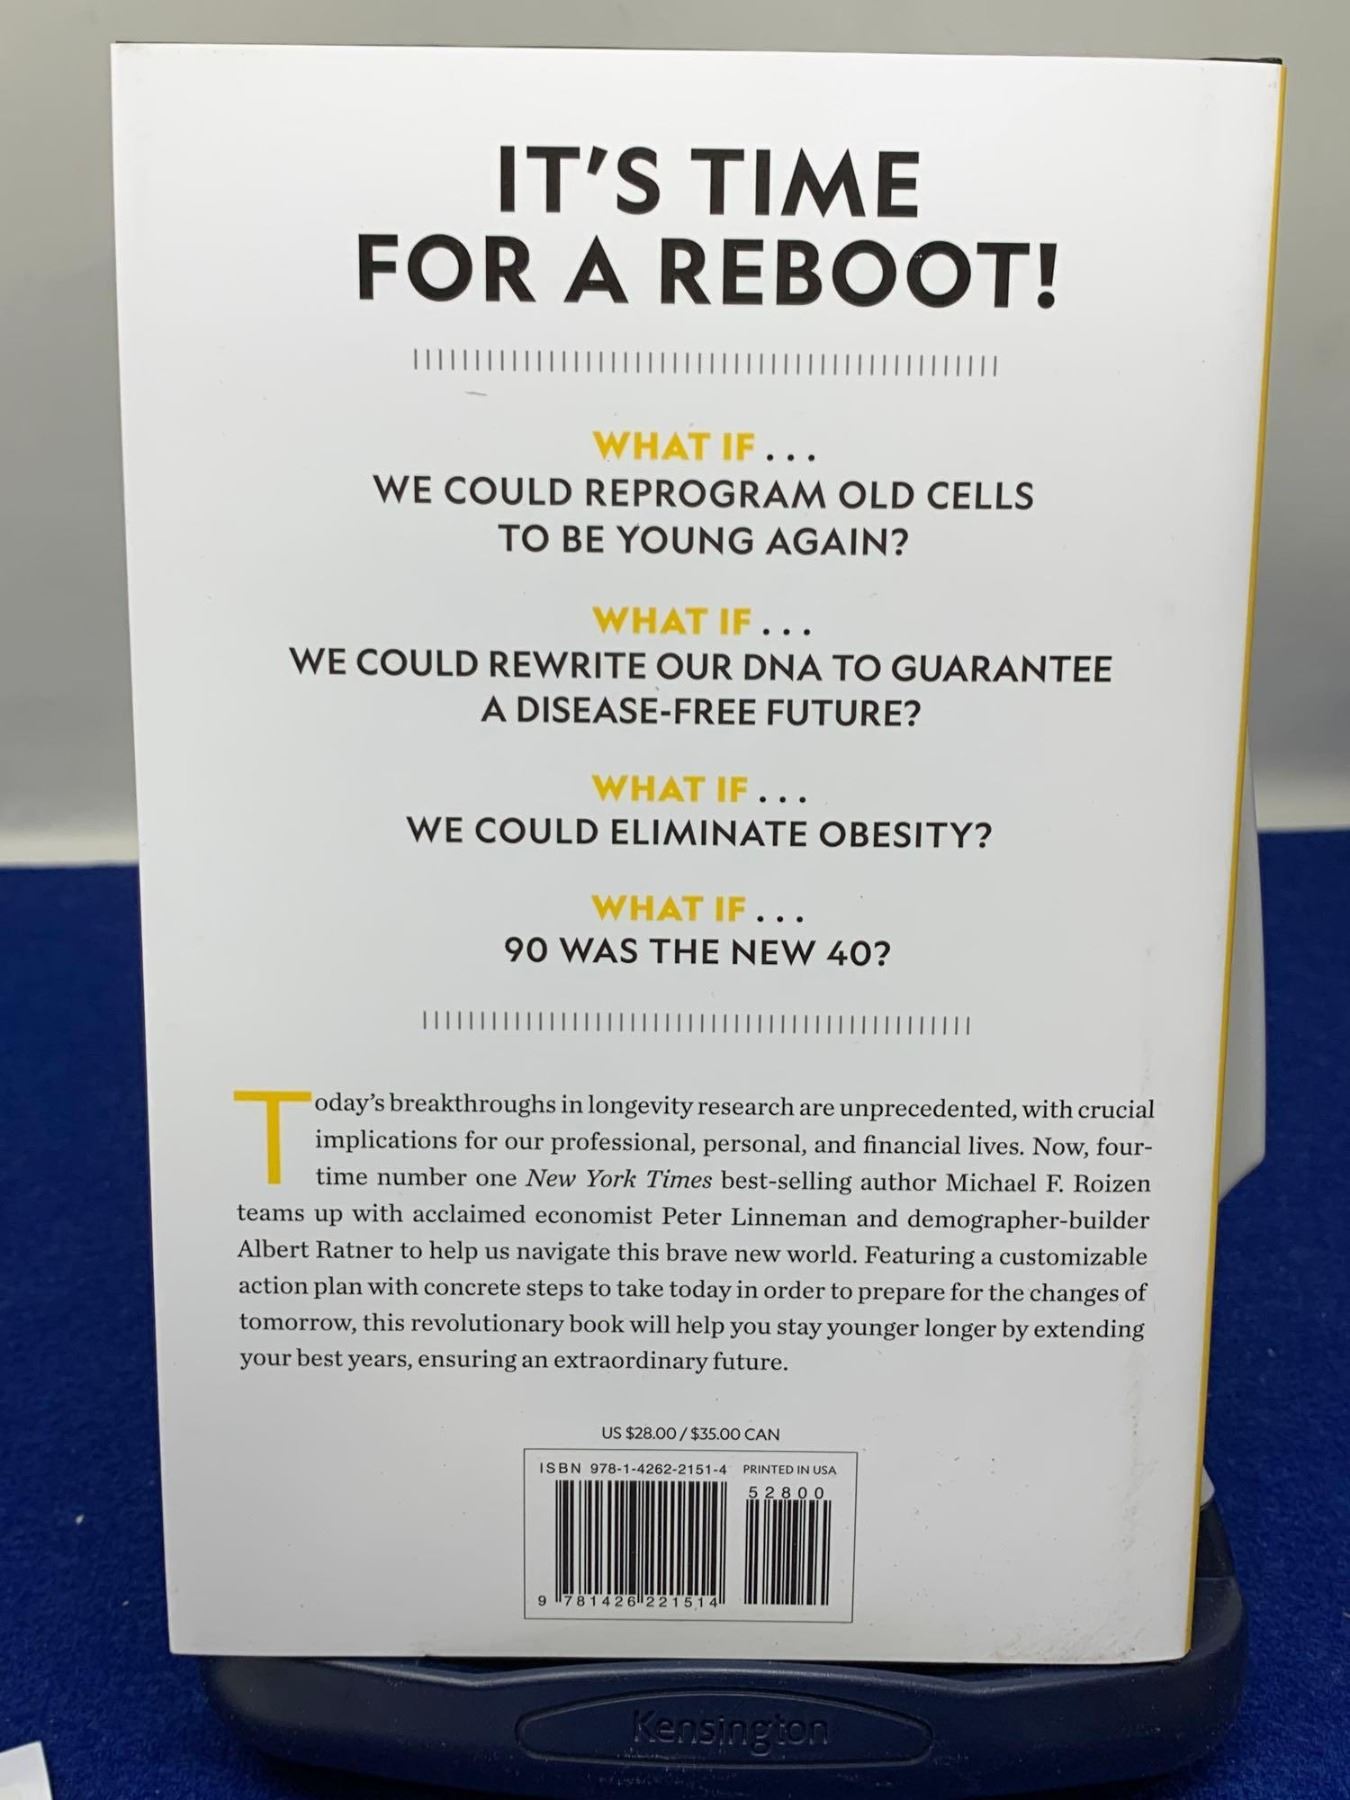 IT'S TIME
FOR A REBOOT!
WHAT IF...
WE COULD REPROGRAM OLD CELLS
TO BE YOUNG AGAIN?
WHAT IF...
WE COULD REWRITE OUR DNA TO GUARANTEE
A DISEASE-FREE FUTURE?
WHAT IF...
WE COULD ELIMINATE OBESITY?
WHAT IF...
90 WAS THE NEW 40?
Today's breakthroughs in longevity research are unprecedented, with crucial
implications for our professional, personal, and financial lives. Now, four-
time number one New York Times best-selling author Michael F. Roizen
teams up with acclaimed economist Peter Linneman and demographer-builder
Albert Ratner to help us navigate this brave new world. Featuring a customizable
action plan with concrete steps to take today in order to prepare for the changes of
tomorrow, this revolutionary book will help you stay younger longer by extending
your best years, ensuring an extraordinary future.
US $28.00 / $35.00 CAN
ISBN 978-1-4262-2151-4 PRINTED IN USA
52800
9 781426 221514
Kensington